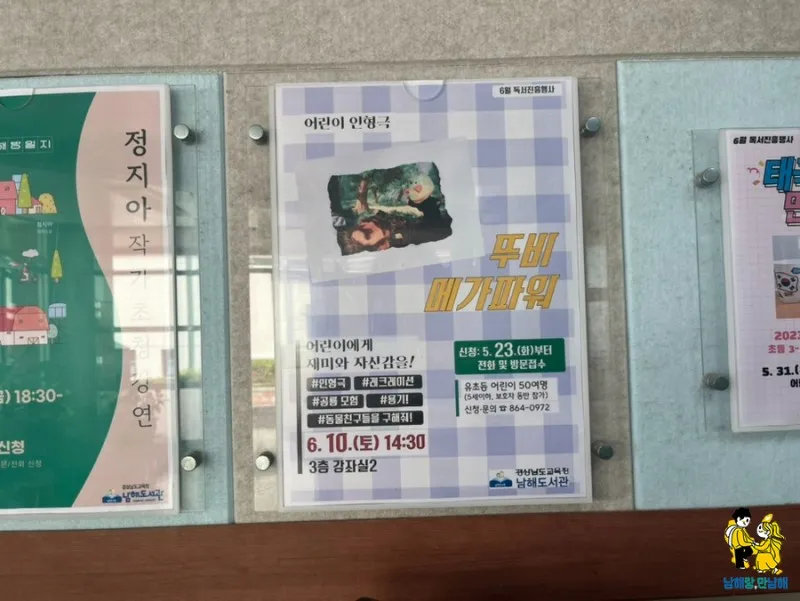 정지아 작가 초청 강연
18:30-
신청
남해도서관
6월 독서진흥행사
어린이 인형극
뚜비
메가파워
어린이에게
재미와 자신감을!
#인형극 #레크레이션
#공룡 모험 #용기!
#동물친구들을 구해줘!
6. 10.(토) 14:30
3층 강좌실2
신청: 5. 23.(화)부터
전화 및 방문접수
유초등 어린이 50여명
(5세이하, 보호자 동반 참가)
신청·문의 ☎ 864-0972
경상남도교육청
남해도서관
6월 독서진흥행사
초등 3-
5. 31.(
남해랑,만남해